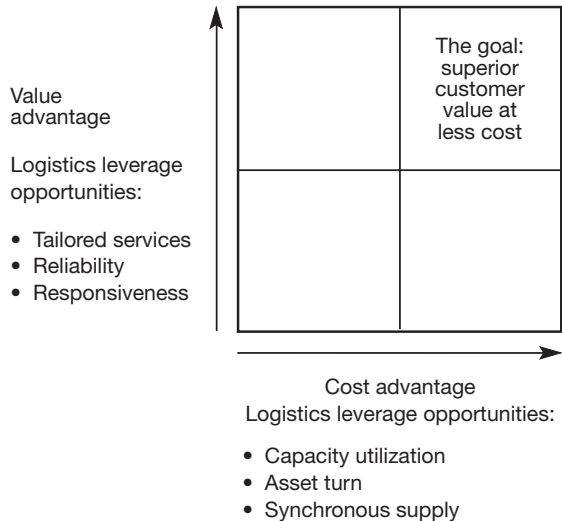 The goal:
superior
customer
value at
less cost
Value
advantage
Logistics leverage
opportunities:
• Tailored services
• Reliability
• Responsiveness
Cost advantage
Logistics leverage opportunities:
• Capacity utilization
• Asset turn
• Synchronous supply